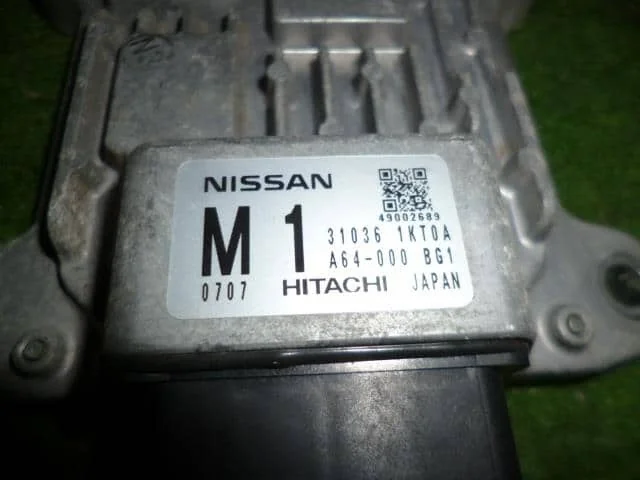 NISSAN
49002689
M 1
31036 1KT0A
A64-000 BG1
0707
HITACHI
JAPAN